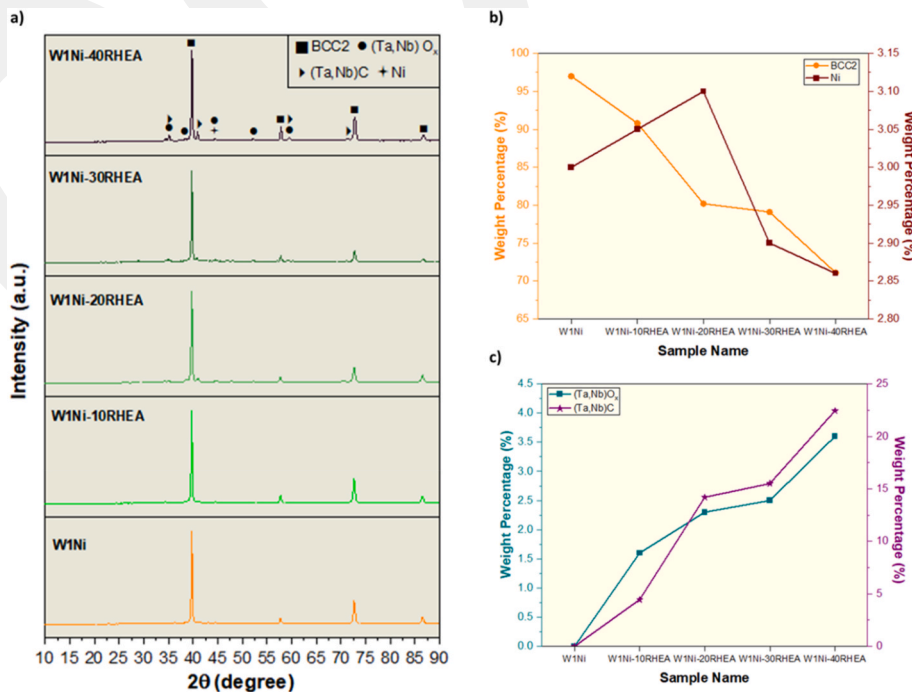 a)
W1Ni-40RHEA
■ BCC2 ● (Ta,Nb) Oₓ
(Ta,Nb)C Ni
W1Ni-30RHEA
W1Ni-20RHEA
W1Ni-10RHEA
W1Ni
Intensity (a.u.)
10 15 20 25 30 35 40 45 50 55 60 65 70 75 80 85 90
2θ (degree)
b)
BCC2
Ni
Weight Percentage (%)
100
95
90
85
80
75
70
65
3.15
3.10
3.05
3.00
2.95
2.90
2.85
2.80
Weight Percentage (%)
W1Ni W1Ni-10RHEA W1Ni-20RHEA W1Ni-30RHEA W1Ni-40RHEA
Sample Name
c)
(Ta,Nb)Oₓ
(Ta,Nb)C
Weight Percentage (%)
4.5
4.0
3.5
3.0
2.5
2.0
1.5
1.0
0.5
0.0
25
20
15
10
5
0
Weight Percentage (%)
W1Ni W1Ni-10RHEA W1Ni-20RHEA W1Ni-30RHEA W1Ni-40RHEA
Sample Name